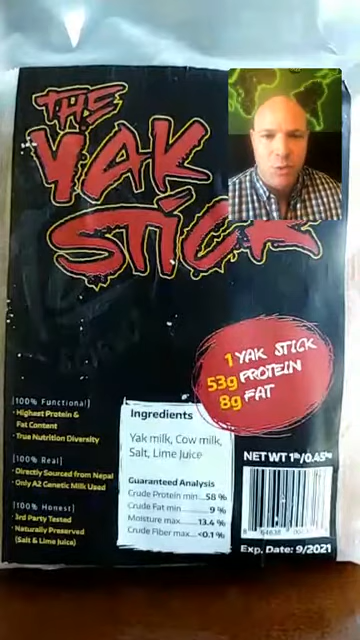 THE
YAK
STICK
1 YAK STICK
53g PROTEIN
8g FAT
[100% Functional]
· Highest Protein &
Fat Content
· True Nutrition Diversity
[100% Real]
· Directly Sourced from Nepal
· Only A2 Genetic Milk Used
[100% Honest]
· 3rd Party Tested
· Naturally Preserved
(Salt & Lime Juice)
Ingredients
Yak milk, Cow milk,
Salt, Lime Juice
Guaranteed Analysis
Crude Protein min...58 %
Crude Fat min......9 %
Moisture max......13.4 %
Crude Fiber max...<0.1 %
NET WT 1lb/0.45kg
Exp. Date: 9/2021